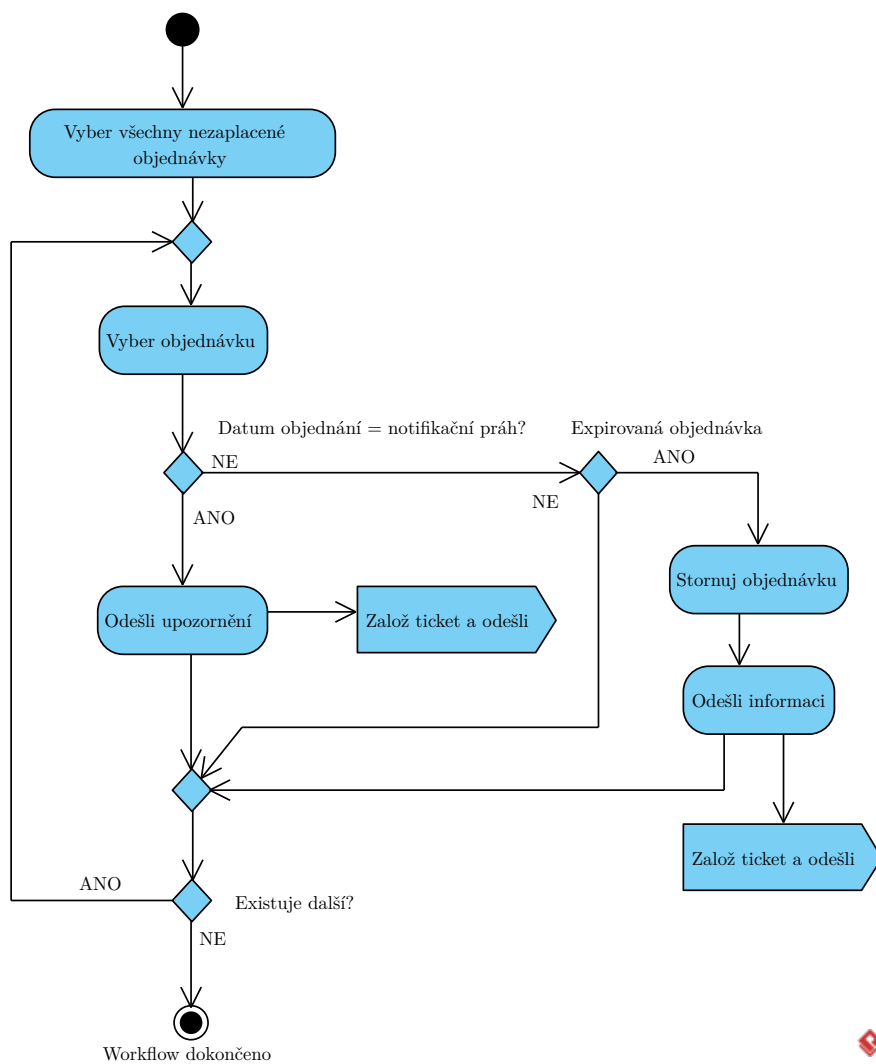 Vyber všechny nezaplacené
objednávky
Vyber objednávku
Datum objednání = notifikační práh?
Expirovaná objednávka
NE
ANO
NE
ANO
Stornuj objednávku
Odešli upozornění
Založ ticket a odešli
Odešli informaci
Založ ticket a odešli
ANO
Existuje další?
NE
Workflow dokončeno